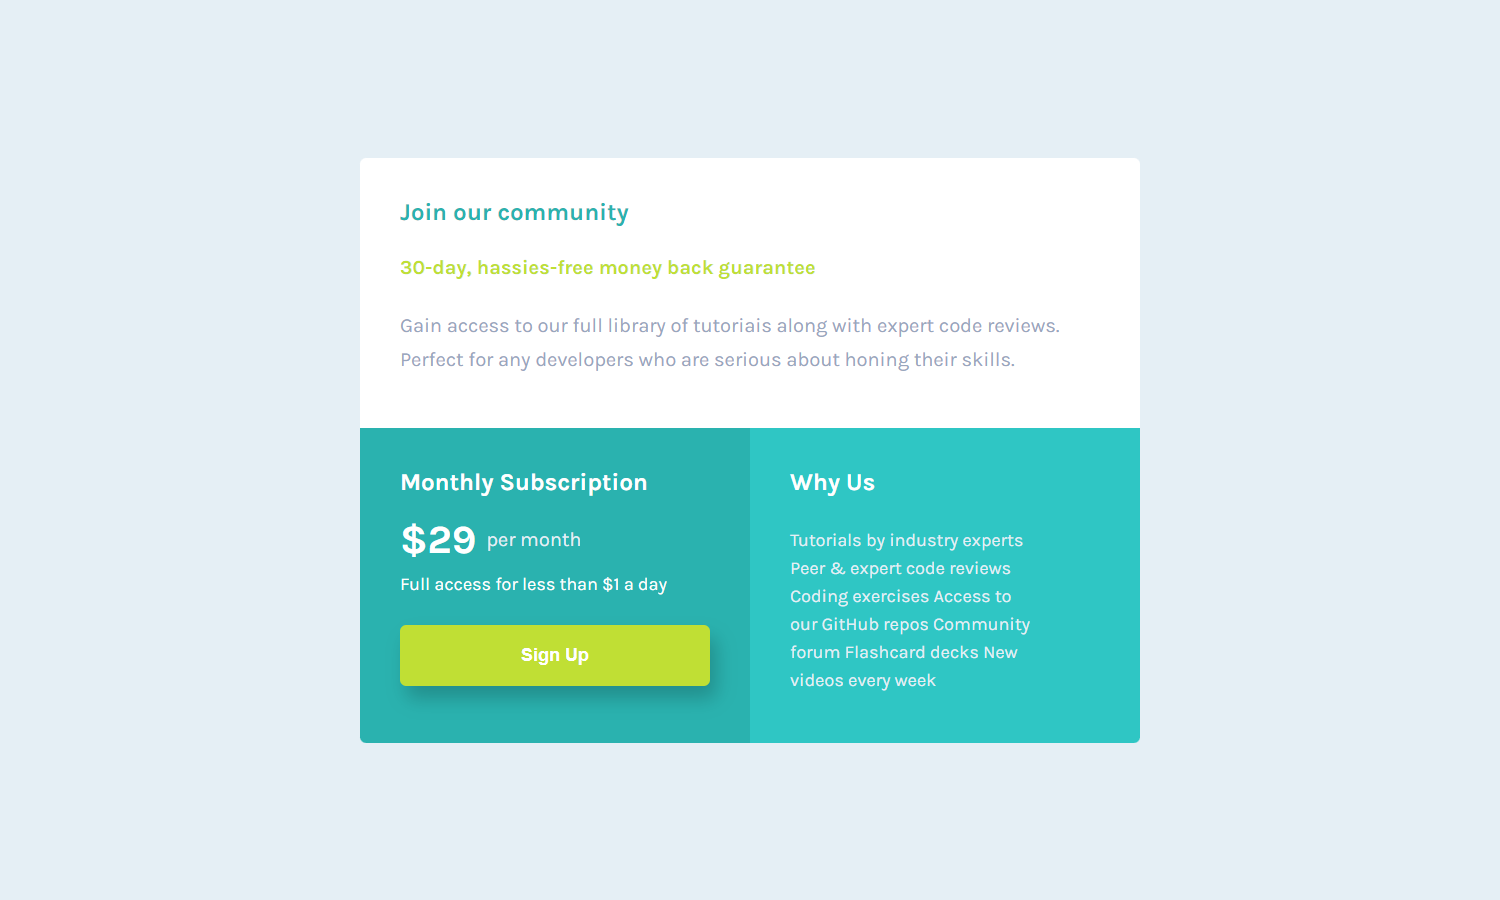 Join our community
30-day, hassies-free money back guarantee
Gain access to our full library of tutoriais along with expert code reviews.
Perfect for any developers who are serious about honing their skills.
Monthly Subscription
$29 per month
Full access for less than $1 a day
Sign Up
Why Us
Tutorials by industry experts
Peer & expert code reviews
Coding exercises Access to
our GitHub repos Community
forum Flashcard decks New
videos every week